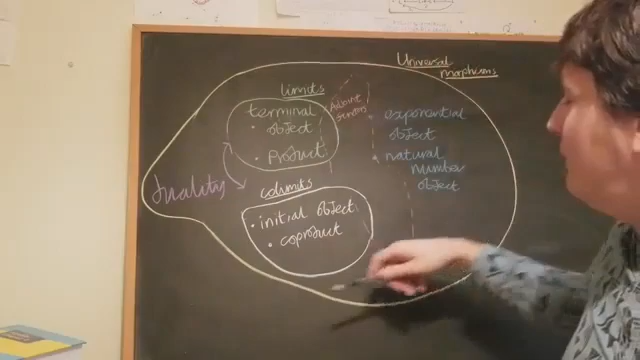 Universal
morphisms
limits
terminal
• object
• Product
Adjoint
functors
exponential
object
• natural
number
object
duality
colimits
• initial object
• coproduct